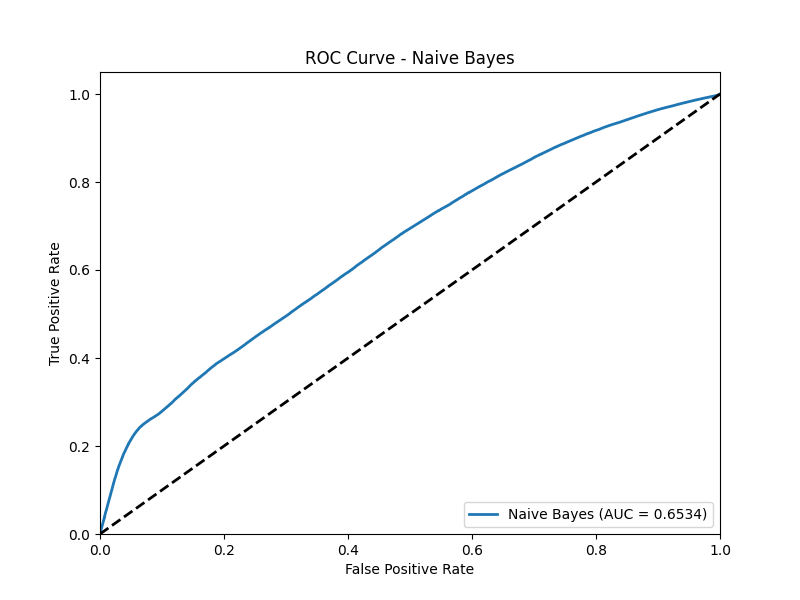 ROC Curve - Naive Bayes
1.0
0.8
0.6
0.4
0.2
0.0
True Positive Rate
Naive Bayes (AUC = 0.6534)
0.0 0.2 0.4 0.6 0.8 1.0
False Positive Rate